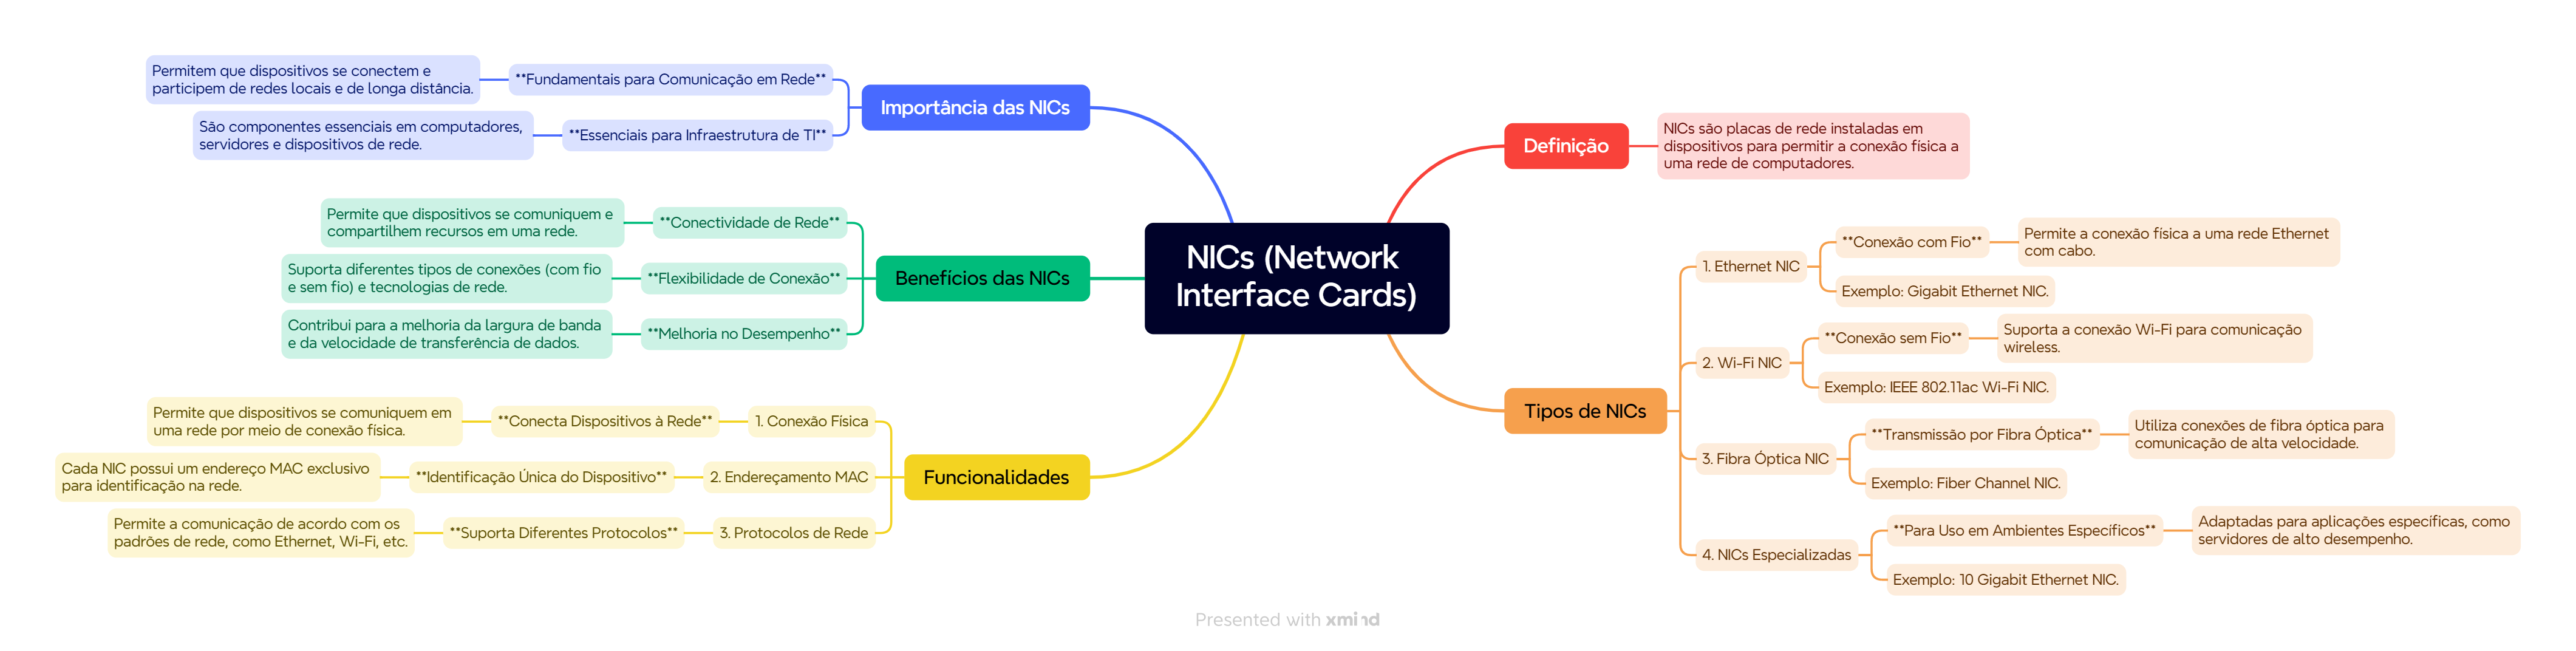 NICs (Network
Interface Cards)
Definição
NICs são placas de rede instaladas em
dispositivos para permitir a conexão física a
uma rede de computadores.
Tipos de NICs
1. Ethernet NIC
**Conexão com Fio**
Permite a conexão física a uma rede Ethernet
com cabo.
Exemplo: Gigabit Ethernet NIC.
2. Wi-Fi NIC
**Conexão sem Fio**
Suporta a conexão Wi-Fi para comunicação
wireless.
Exemplo: IEEE 802.11ac Wi-Fi NIC.
3. Fibra Óptica NIC
**Transmissão por Fibra Óptica**
Utiliza conexões de fibra óptica para
comunicação de alta velocidade.
Exemplo: Fiber Channel NIC.
4. NICs Especializadas
**Para Uso em Ambientes Específicos**
Adaptadas para aplicações específicas, como
servidores de alto desempenho.
Exemplo: 10 Gigabit Ethernet NIC.
Funcionalidades
1. Conexão Física
**Conecta Dispositivos à Rede**
Permite que dispositivos se comuniquem em
uma rede por meio de conexão física.
2. Endereçamento MAC
**Identificação Única do Dispositivo**
Cada NIC possui um endereço MAC exclusivo
para identificação na rede.
3. Protocolos de Rede
**Suporta Diferentes Protocolos**
Permite a comunicação de acordo com os
padrões de rede, como Ethernet, Wi-Fi, etc.
Benefícios das NICs
**Conectividade de Rede**
Permite que dispositivos se comuniquem e
compartilhem recursos em uma rede.
**Flexibilidade de Conexão**
Suporta diferentes tipos de conexões (com fio
e sem fio) e tecnologias de rede.
**Melhoria no Desempenho**
Contribui para a melhoria da largura de banda
e da velocidade de transferência de dados.
Importância das NICs
**Fundamentais para Comunicação em Rede**
Permitem que dispositivos se conectem e
participem de redes locais e de longa distância.
**Essenciais para Infraestrutura de TI**
São componentes essenciais em computadores,
servidores e dispositivos de rede.
Presented with xmind